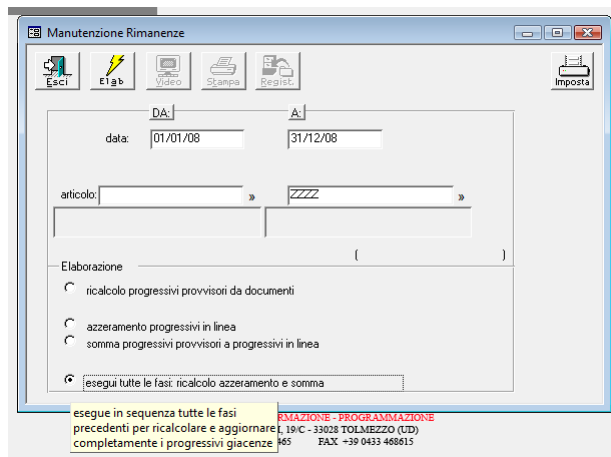 Manutenzione Rimanenze
Esci Elab Video Stampa Regist. Imposta
DA: A:
data: 01/01/08 31/12/08
articolo: » ZZZZ »
( )
Elaborazione
ricalcolo progressivi provvisori da documenti
azzeramento progressivi in linea
somma progressivi provvisori a progressivi in linea
esegui tutte le fasi: ricalcolo azzeramento e somma
esegue in sequenza tutte le fasi
precedenti per ricalcolare e aggiornare
completamente i progressivi giacenze
RMAZIONE - PROGRAMMAZIONE
I, 19/C - 33028 TOLMEZZO (UD)
465 FAX +39 0433 468615